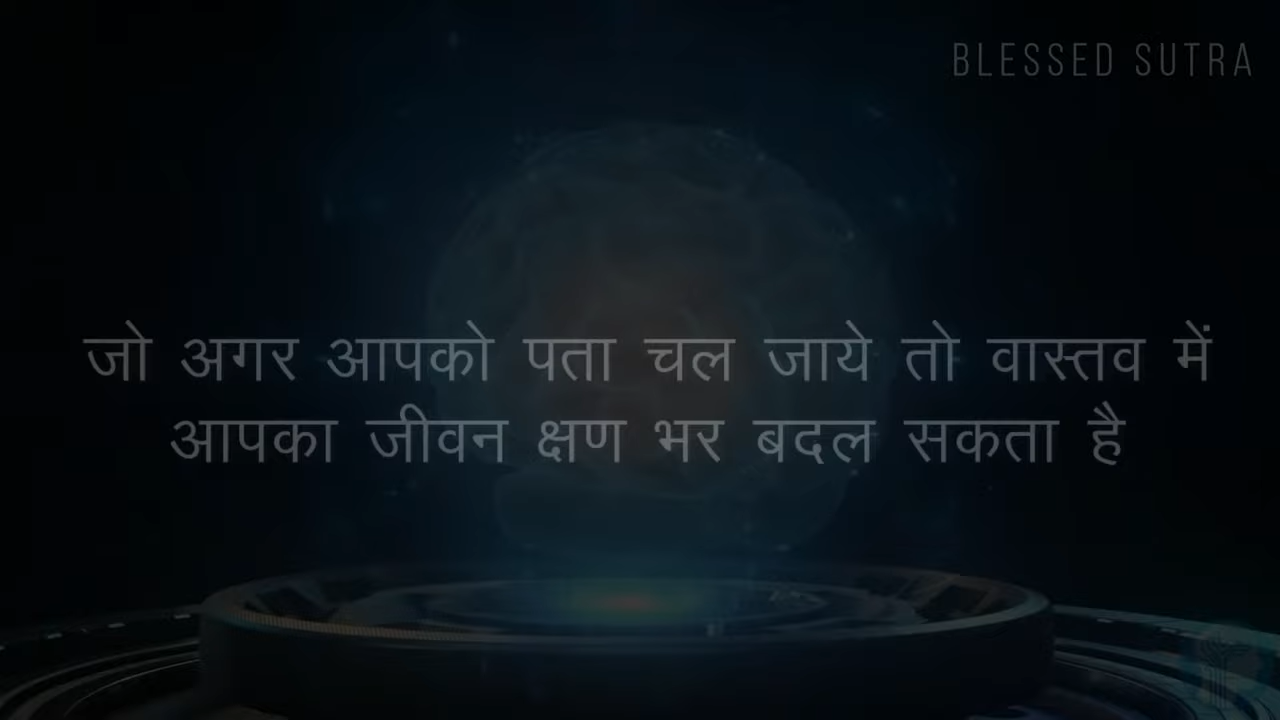 BLESSED SUTRA
जो अगर आपको पता चल जाये तो वास्तव में
आपका जीवन क्षण भर बदल सकता है